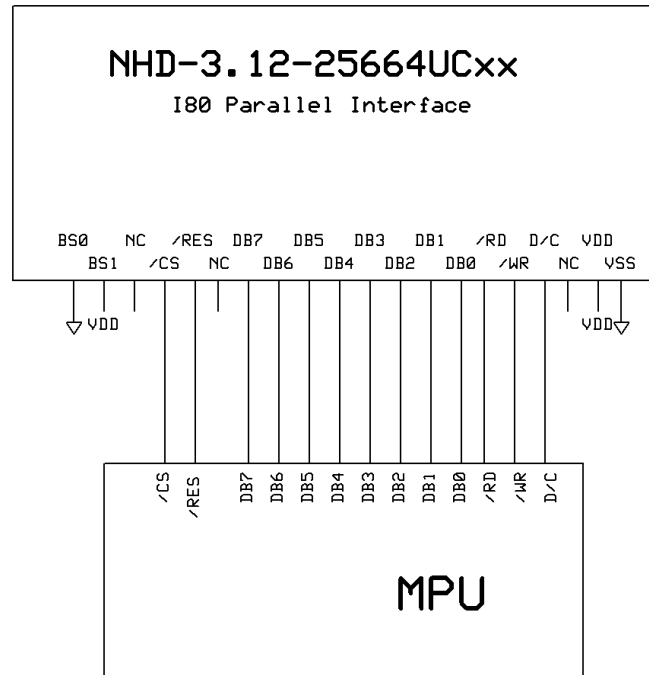 NHD-3.12-25664UCxx
I80 Parallel Interface
BS0 NC /RES DB7 DB5 DB3 DB1 /RD D/C VDD
BS1 /CS NC DB6 DB4 DB2 DB0 /WR NC VSS
VDD VDD
/CS /RES DB7 DB6 DB5 DB4 DB3 DB2 DB1 DB0 /RD /WR D/C
MPU